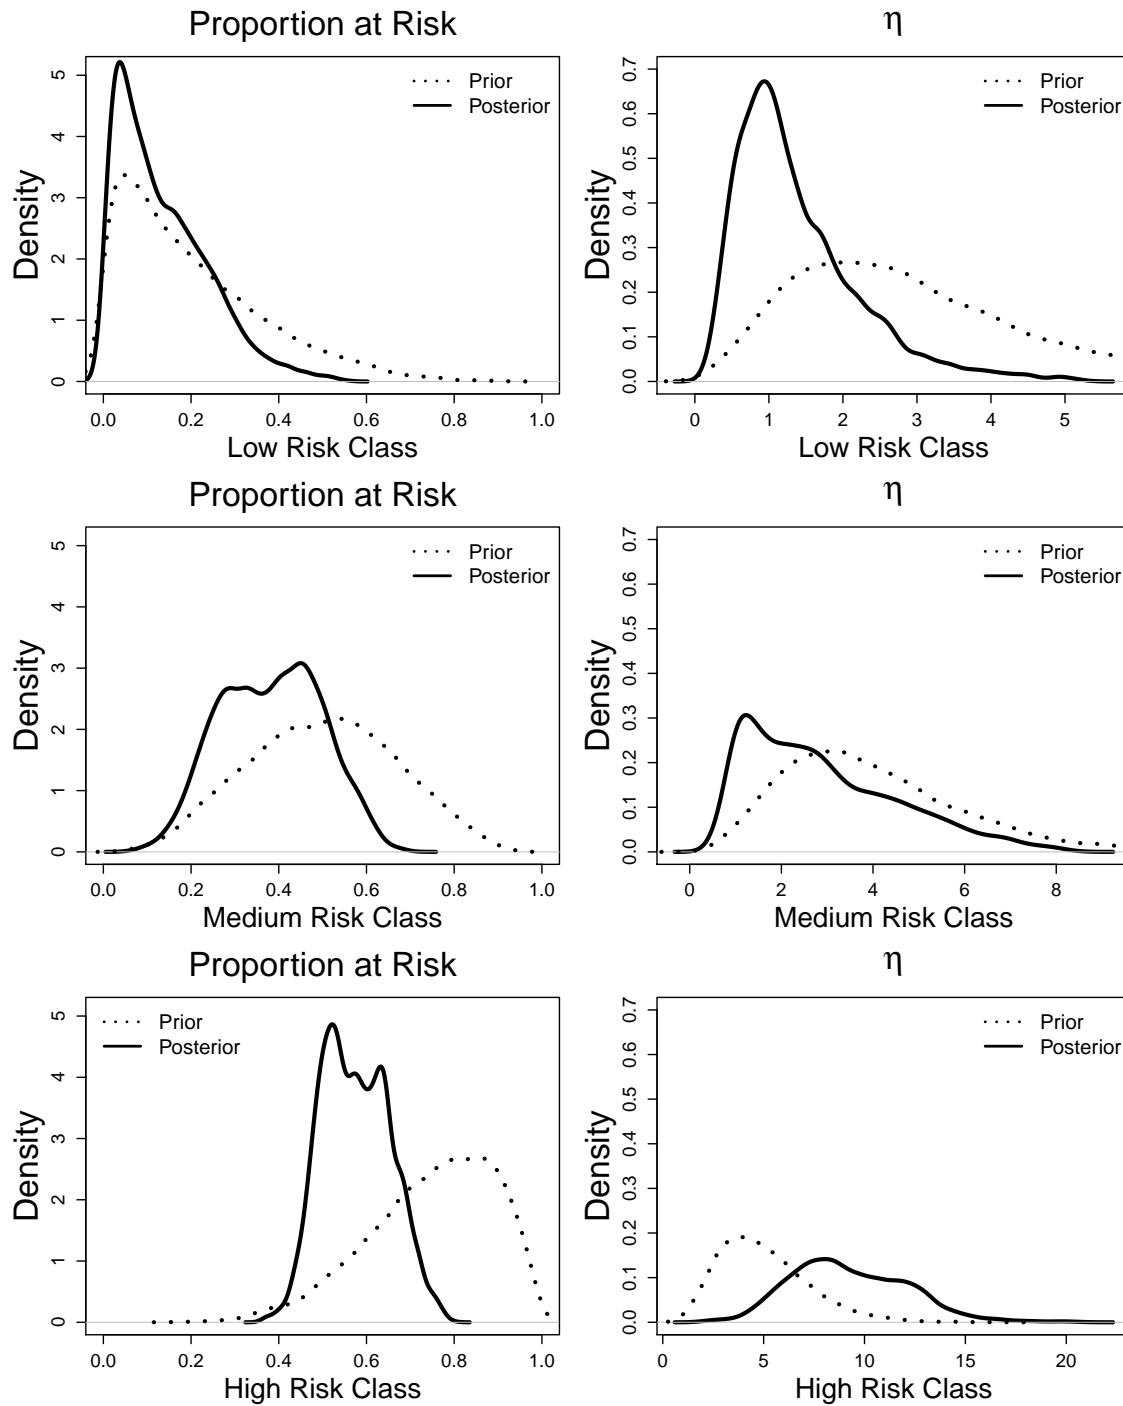 Proportion at Risk
Density
0 1 2 3 4 5
Prior
Posterior
0.0 0.2 0.4 0.6 0.8 1.0
Low Risk Class
η
Density
0.0 0.1 0.2 0.3 0.4 0.5 0.6 0.7
Prior
Posterior
0 1 2 3 4 5
Low Risk Class
Proportion at Risk
Density
0 1 2 3 4 5
Prior
Posterior
0.0 0.2 0.4 0.6 0.8 1.0
Medium Risk Class
η
Density
0.0 0.1 0.2 0.3 0.4 0.5 0.6 0.7
Prior
Posterior
0 2 4 6 8
Medium Risk Class
Proportion at Risk
Density
0 1 2 3 4 5
Prior
Posterior
0.0 0.2 0.4 0.6 0.8 1.0
High Risk Class
η
Density
0.0 0.1 0.2 0.3 0.4 0.5 0.6 0.7
Prior
Posterior
0 5 10 15 20
High Risk Class